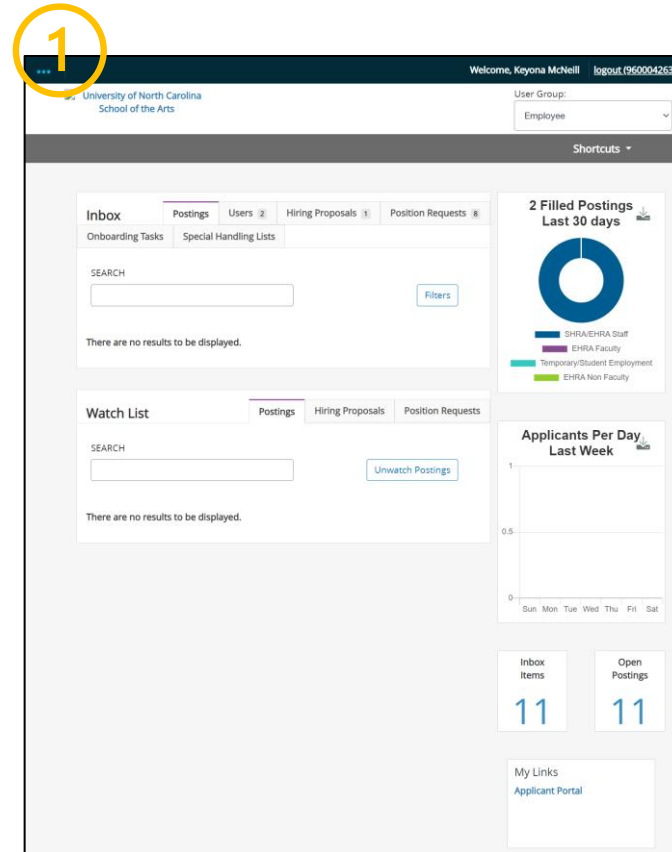 1
...
Welcome, Keyona McNeill logout (960004263
University of North Carolina
School of the Arts
User Group:
Employee
Shortcuts
Inbox Postings Users 2 Hiring Proposals 1 Position Requests 8
Onboarding Tasks Special Handling Lists
SEARCH
Filters
There are no results to be displayed.
Watch List Postings Hiring Proposals Position Requests
SEARCH
Unwatch Postings
There are no results to be displayed.
2 Filled Postings
Last 30 days
SHRA/EHRA Staff
EHRA Faculty
Temporary/Student Employment
EHRA Non Faculty
Applicants Per Day
Last Week
1
0.5
0
Sun Mon Tue Wed Thu Fri Sat
Inbox
Items
11
Open
Postings
11
My Links
Applicant Portal